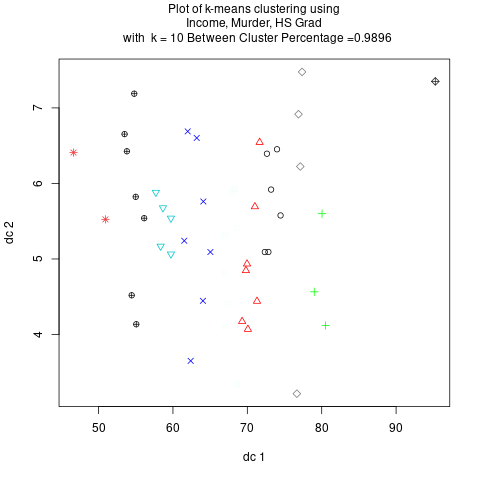 Plot of k-means clustering using
Income, Murder, HS Grad
with k = 10 Between Cluster Percentage =0.9896
7
6
5
4
dc 2
50 60 70 80 90
dc 1